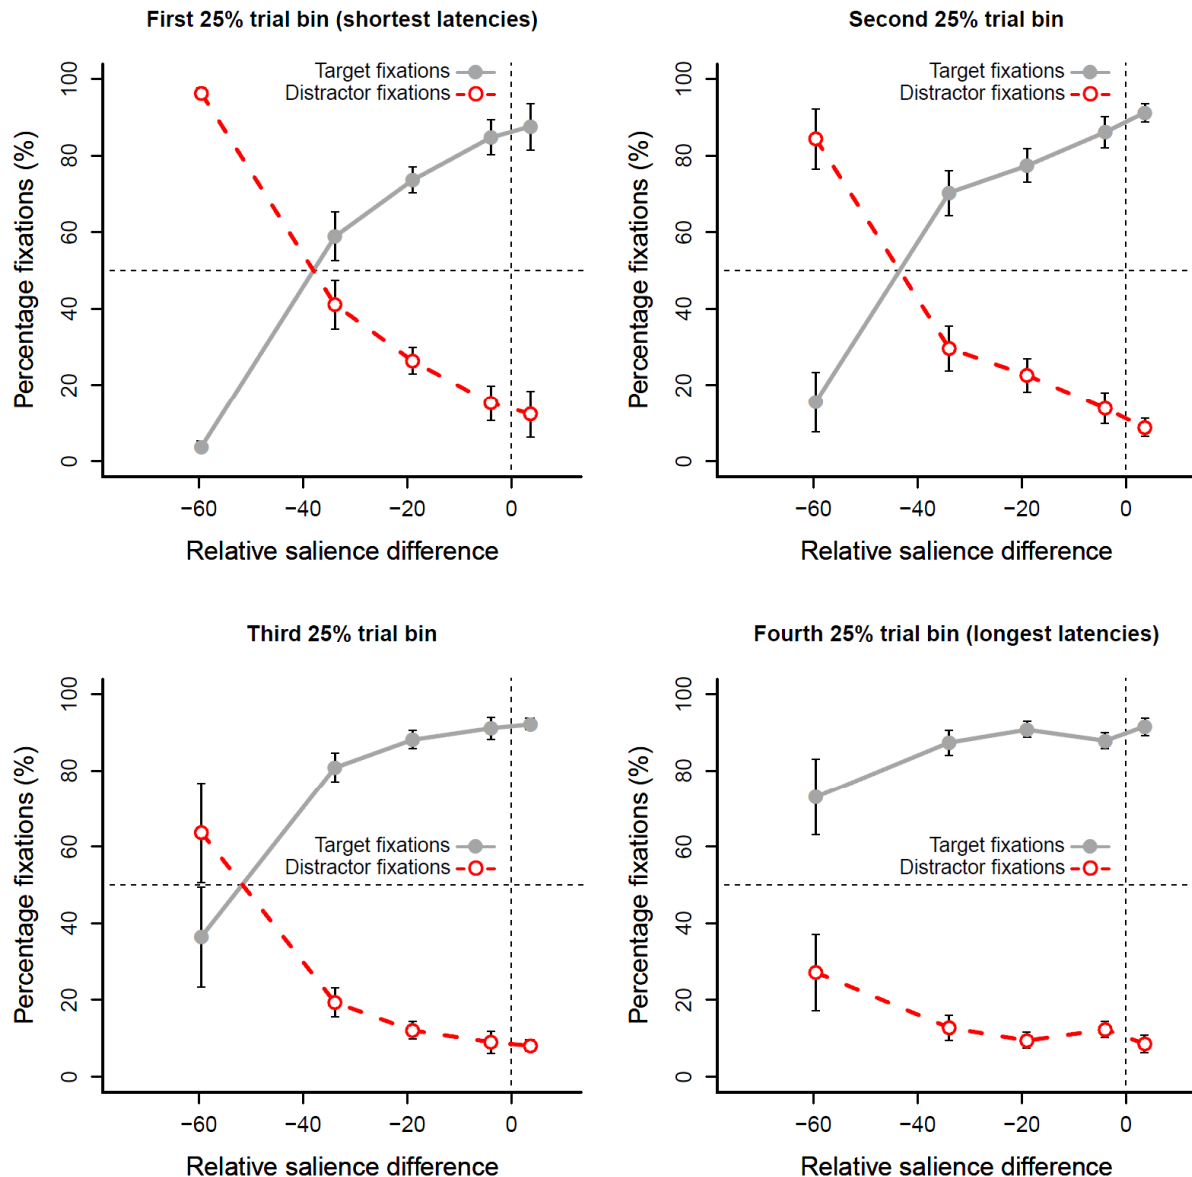 First 25% trial bin (shortest latencies)
Target fixations
Distractor fixations
Percentage fixations (%)
100
80
60
40
20
0
−60
−40
−20
0
Relative salience difference
Second 25% trial bin
Target fixations
Distractor fixations
Percentage fixations (%)
100
80
60
40
20
0
−60
−40
−20
0
Relative salience difference
Third 25% trial bin
Target fixations
Distractor fixations
Percentage fixations (%)
100
80
60
40
20
0
−60
−40
−20
0
Relative salience difference
Fourth 25% trial bin (longest latencies)
Target fixations
Distractor fixations
Percentage fixations (%)
100
80
60
40
20
0
−60
−40
−20
0
Relative salience difference